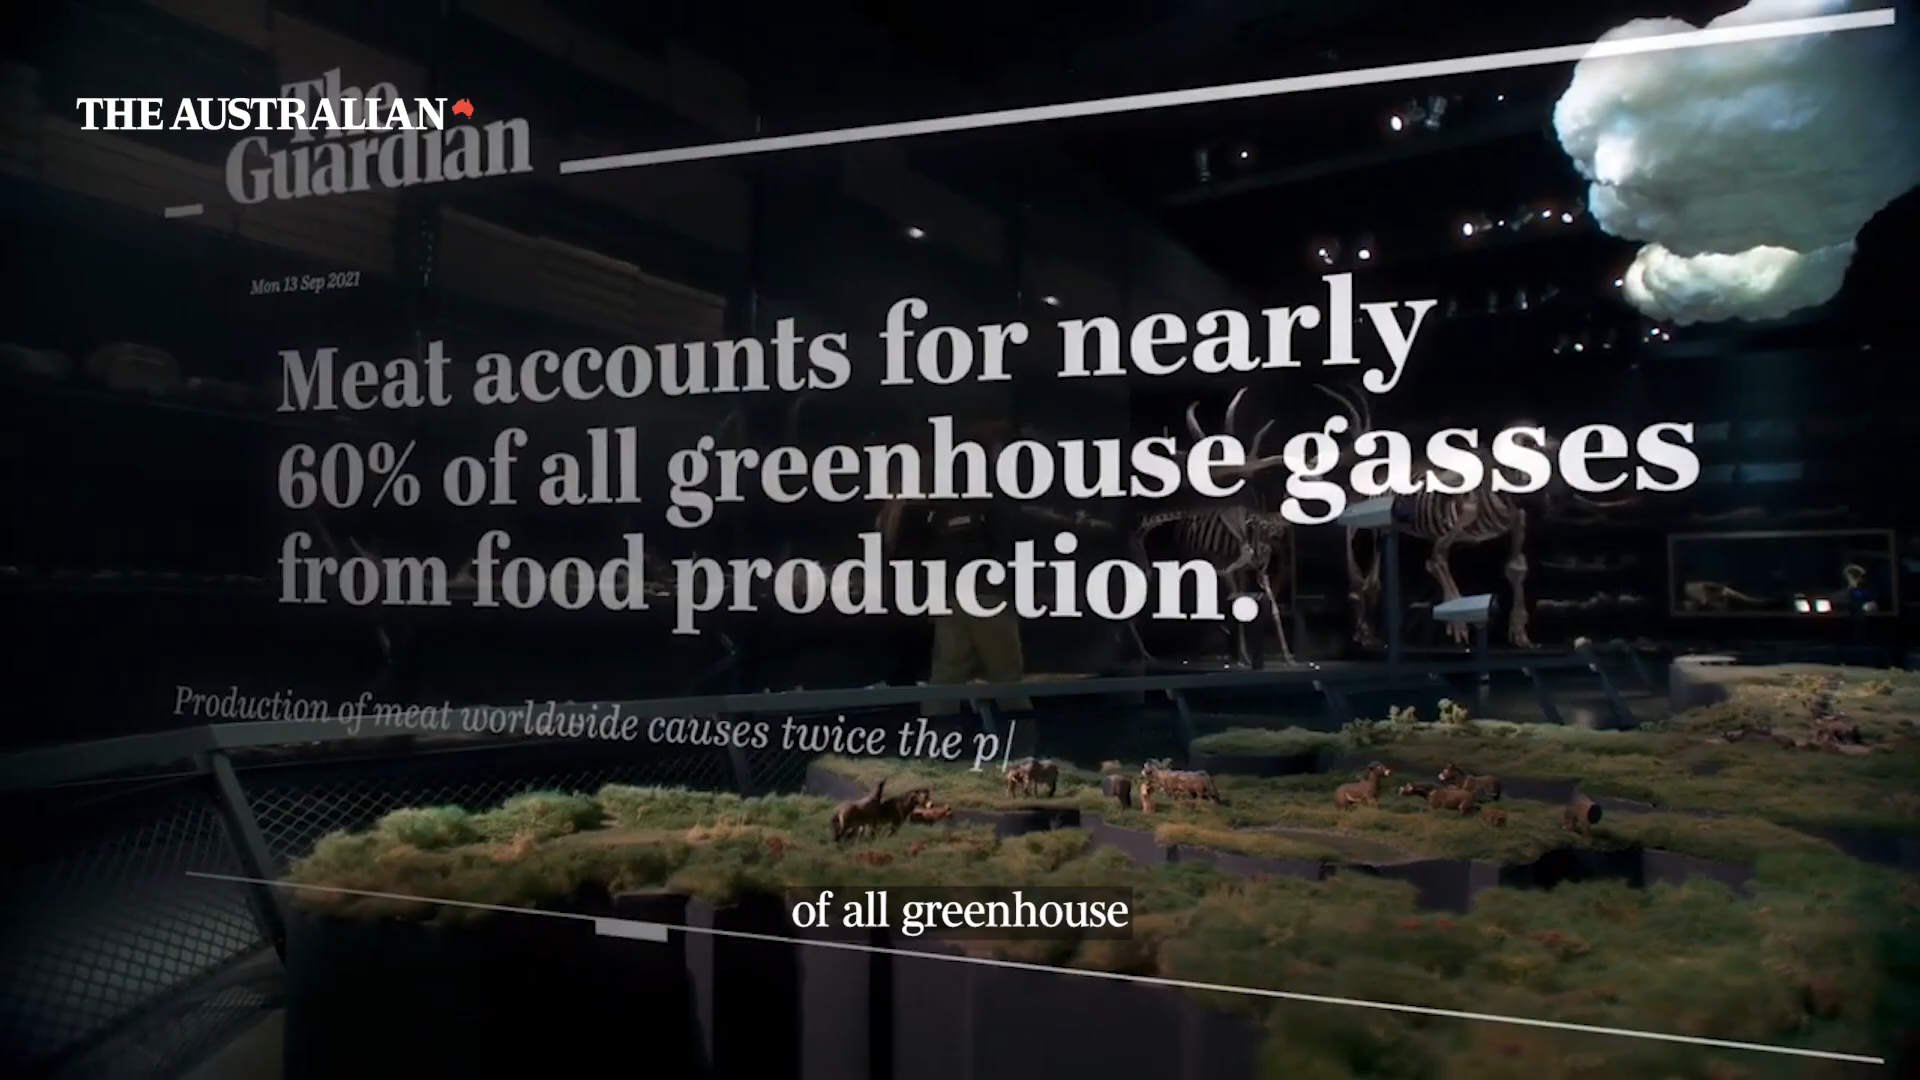 THE AUSTRALIAN
The
Guardian
Mon 13 Sep 2021
Meat accounts for nearly
60% of all greenhouse gasses
from food production.
Production of meat worldwide causes twice the p
of all greenhouse